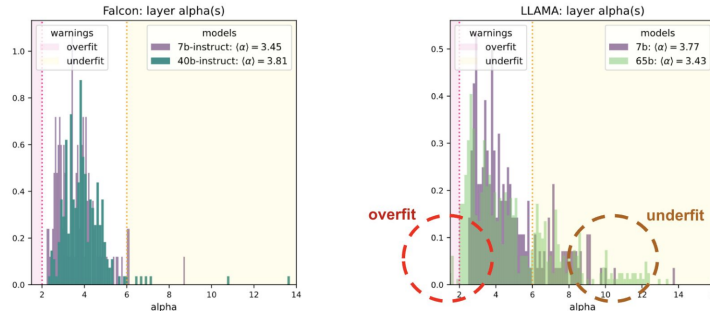 Falcon: layer alpha(s)
warnings
overfit
underfit
models
7b-instruct: ⟨α⟩ = 3.45
40b-instruct: ⟨α⟩ = 3.81
1.0
0.8
0.6
0.4
0.2
0.0
2
4
6
8
10
12
14
alpha
LLAMA: layer alpha(s)
warnings
overfit
underfit
models
7b: ⟨α⟩ = 3.77
65b: ⟨α⟩ = 3.43
0.5
0.4
0.3
0.2
0.1
0.0
overfit
underfit
2
4
6
8
10
12
14
alpha